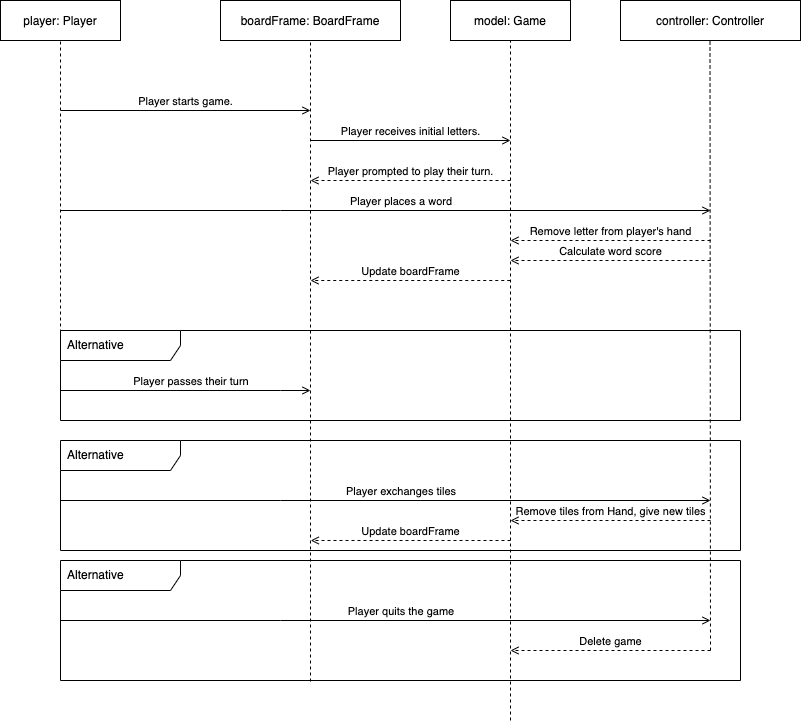 player: Player
boardFrame: BoardFrame
model: Game
controller: Controller
Player starts game.
Player receives initial letters.
Player prompted to play their turn.
Player places a word
Remove letter from player's hand
Calculate word score
Update boardFrame
Alternative
Player passes their turn
Alternative
Player exchanges tiles
Remove tiles from Hand, give new tiles
Update boardFrame
Alternative
Player quits the game
Delete game